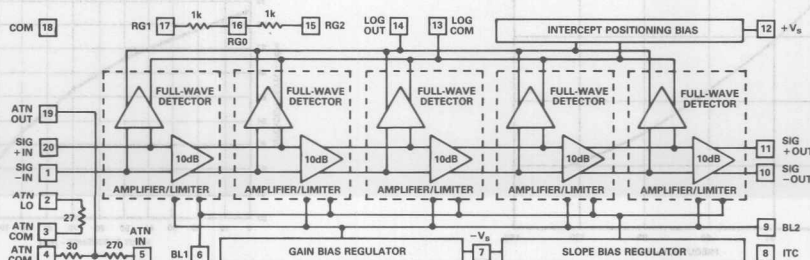 COM 18
RG1 17 1k 16 1k 15 RG2
RG0
LOG OUT 14 13 LOG COM
INTERCEPT POSITIONING BIAS 12 +VS
FULL-WAVE DETECTOR FULL-WAVE DETECTOR FULL-WAVE DETECTOR FULL-WAVE DETECTOR FULL-WAVE DETECTOR
ATN OUT 19
SIG +IN 20
SIG −IN 1
10dB 10dB 10dB 10dB 10dB
11 SIG +OUT
10 SIG −OUT
AMPLIFIER/LIMITER AMPLIFIER/LIMITER AMPLIFIER/LIMITER AMPLIFIER/LIMITER AMPLIFIER/LIMITER
ATN LO 2
27
ATN COM 3
ATN COM 4 30 270 5 ATN IN
BL1 6
GAIN BIAS REGULATOR
−VS 7
SLOPE BIAS REGULATOR
9 BL2
8 ITC